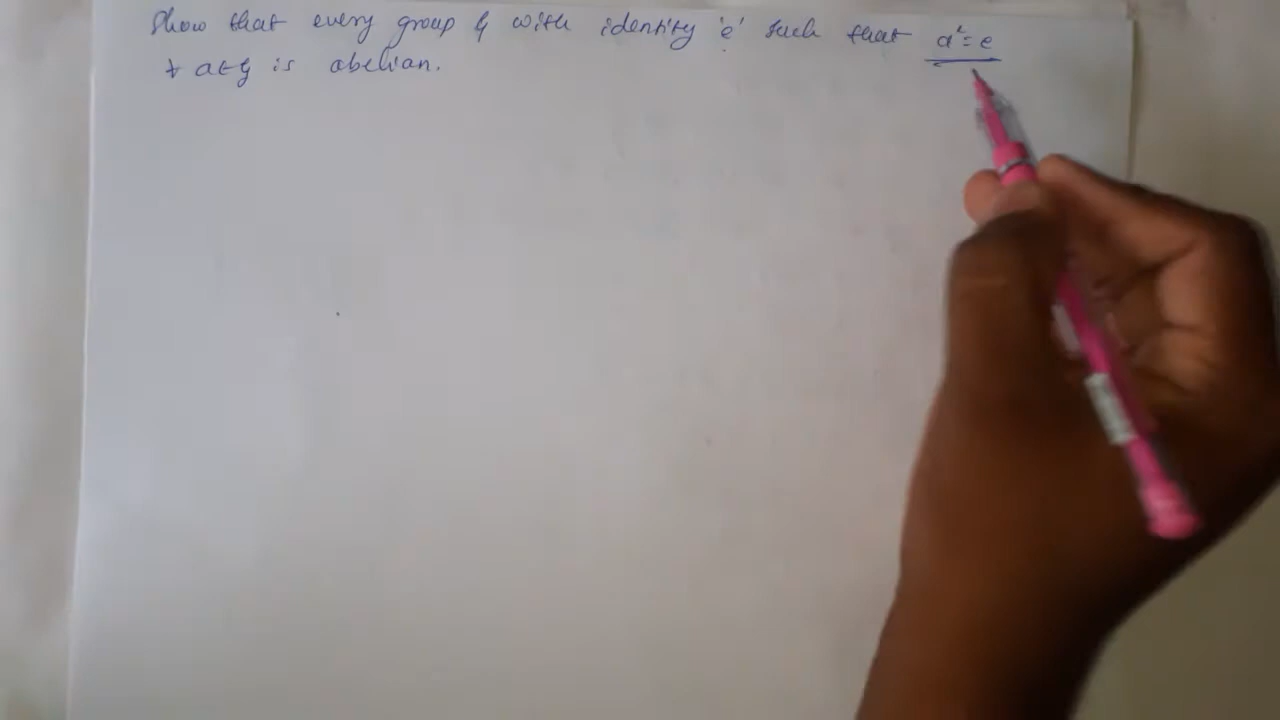 Show that every group G with identity 'e' such that a² = e
∀ a∈G is abelian.